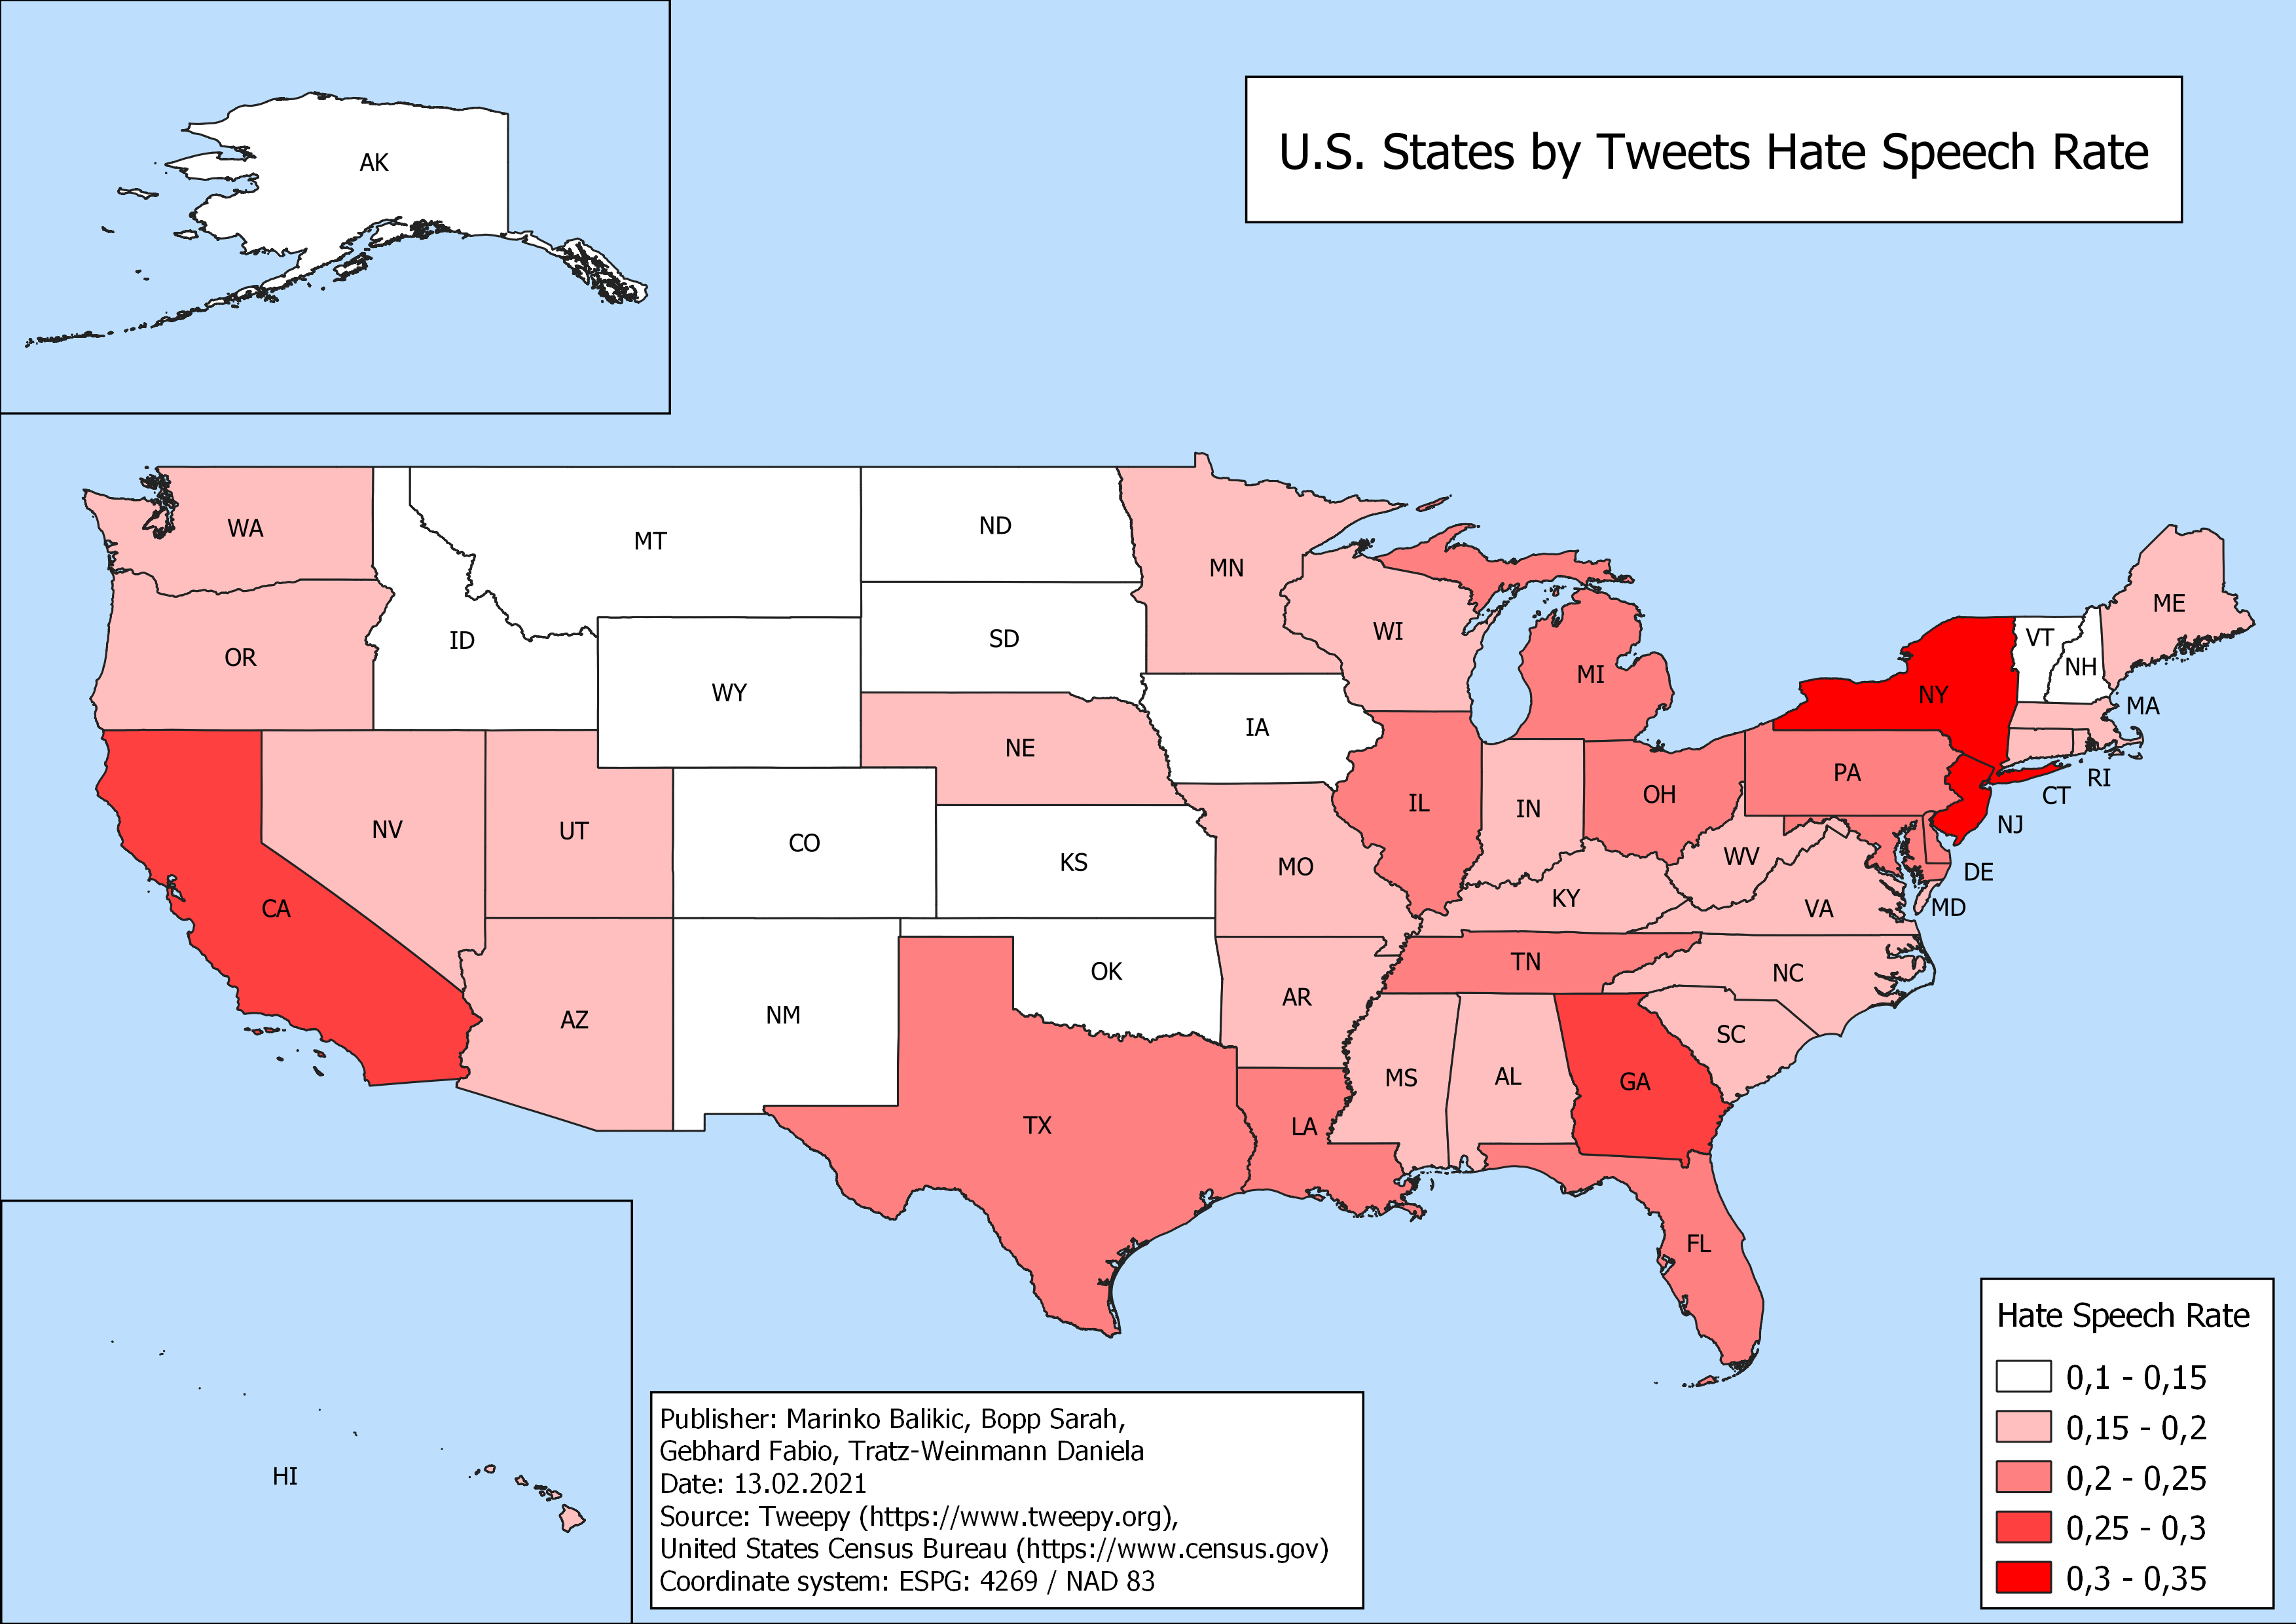 U.S. States by Tweets Hate Speech Rate
AK
WA
MT
ND
MN
ME
OR
ID
SD
WI
MI
VT
NH
NY
MA
WY
IA
NE
PA
RI
CT
NV
UT
CO
KS
MO
IL
IN
OH
NJ
WV
DE
CA
KY
VA
MD
AZ
NM
OK
AR
TN
NC
SC
MS
AL
GA
TX
LA
FL
HI
Publisher: Marinko Balikic, Bopp Sarah,
Gebhard Fabio, Tratz-Weinmann Daniela
Date: 13.02.2021
Source: Tweepy (https://www.tweepy.org),
United States Census Bureau (https://www.census.gov)
Coordinate system: ESPG: 4269 / NAD 83
Hate Speech Rate
0,1 - 0,15
0,15 - 0,2
0,2 - 0,25
0,25 - 0,3
0,3 - 0,35